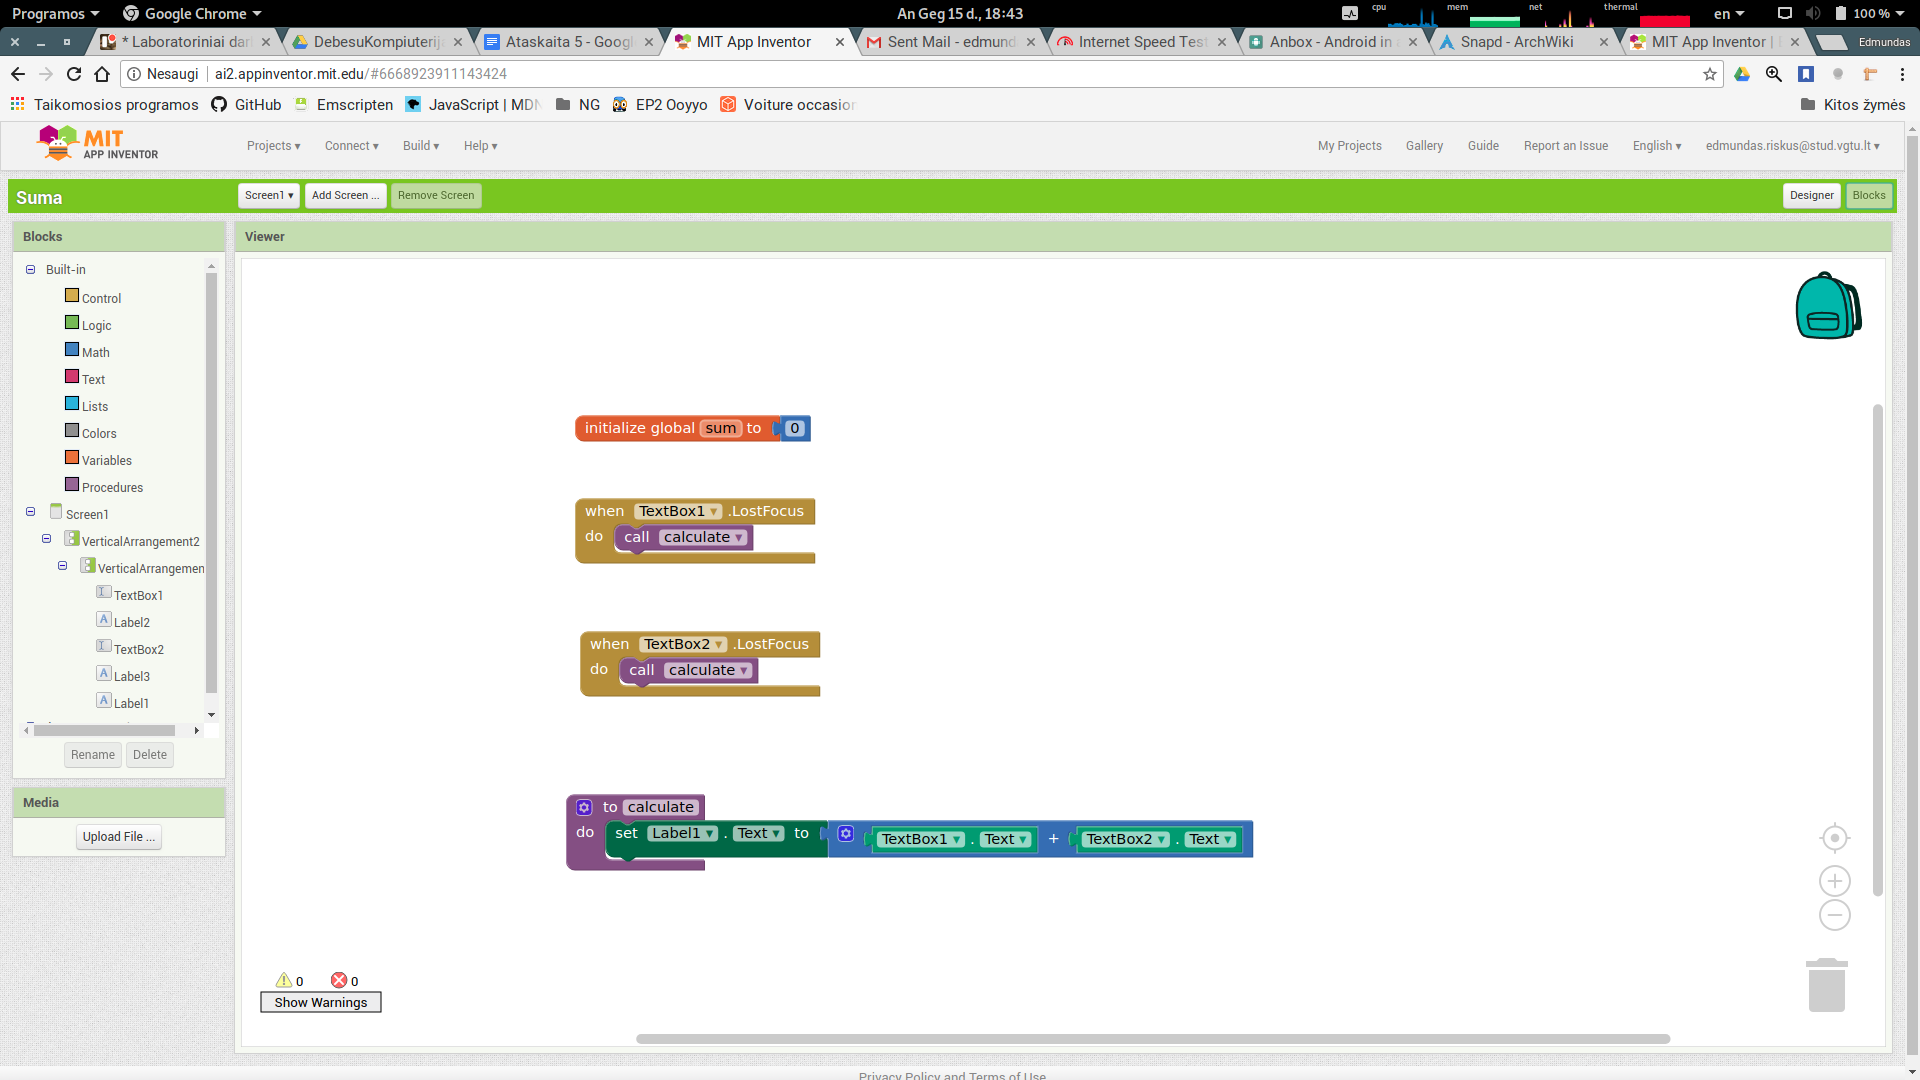 Programos Google Chrome An Geg 15 d., 18:43 cpu mem net thermal en 100 %
* Laboratoriniai dar DebesuKompiuterija Ataskaita 5 - Googl MIT App Inventor Sent Mail - edmund Internet Speed Tes Anbox - Android in Snapd - ArchWiki MIT App Inventor | Edmundas
Nesaugi ai2.appinventor.mit.edu/#6668923911143424
Taikomosios programos GitHub Emscripten JavaScript | MDN NG EP2 Ooyyo Voiture occasion Kitos žymės
MIT
APP INVENTOR
Projects Connect Build Help My Projects Gallery Guide Report an Issue English edmundas.riskus@stud.vgtu.lt
Suma Screen1 Add Screen ... Remove Screen Designer Blocks
Blocks
Viewer
Built-in
Control
Logic
Math
Text
Lists
Colors
Variables
Procedures
Screen1
VerticalArrangement2
VerticalArrangemen
TextBox1
Label2
TextBox2
Label3
Label1
Rename Delete
Media
Upload File ...
initialize global sum to 0
when TextBox1 .LostFocus
do call calculate
when TextBox2 .LostFocus
do call calculate
to calculate
do set Label1 . Text to TextBox1 . Text + TextBox2 . Text
0 0
Show Warnings
Privacy Policy and Terms of Use